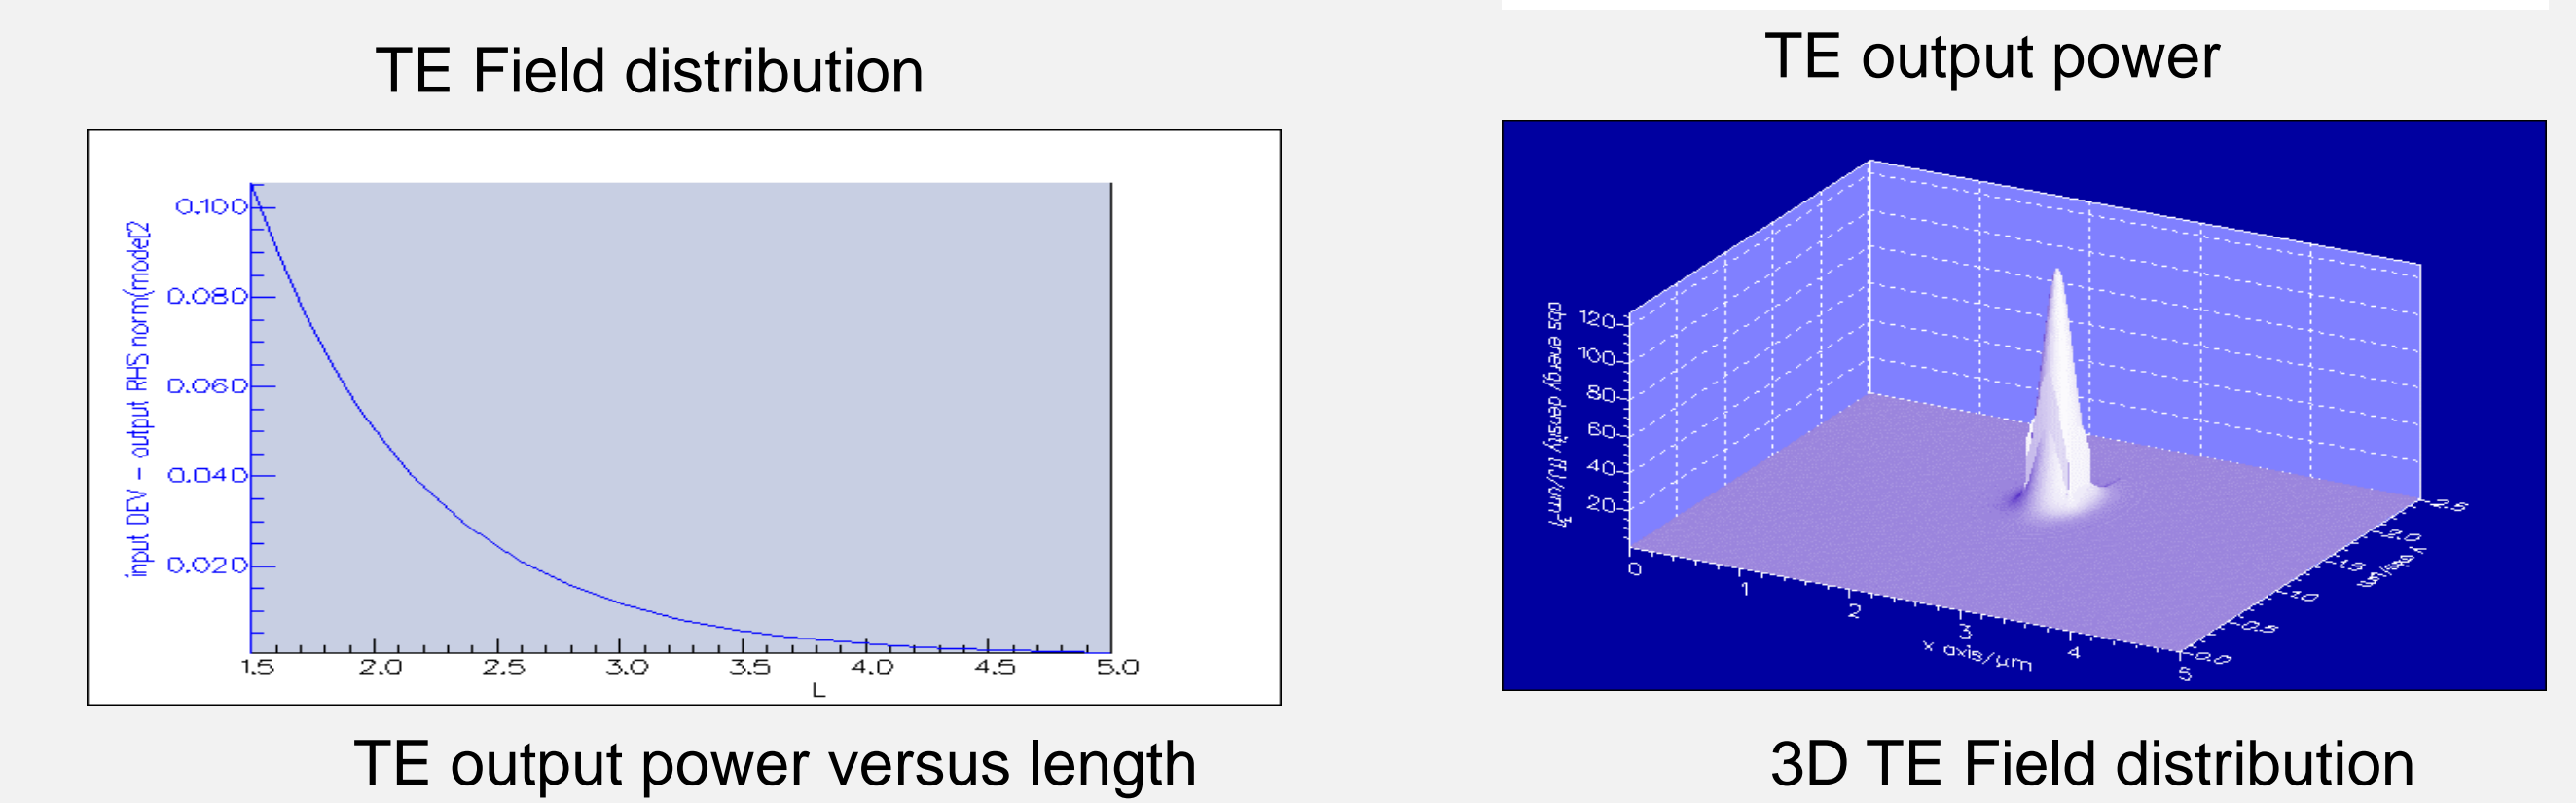 TE Field distribution
TE output power
input DEV - output RHS norm(mode[2
0.100
0.080
0.060
0.040
0.020
1.5 2.0 2.5 3.0 3.5 4.0 4.5 5.0
L
TE output power versus length
abs energy density (fJ/um³)
120
100
80
60
40
20
0 1 2 3 4 5
x axis/µm
0.0 0.5 1.0 1.5 2.0 2.5
y axis/µm
3D TE Field distribution